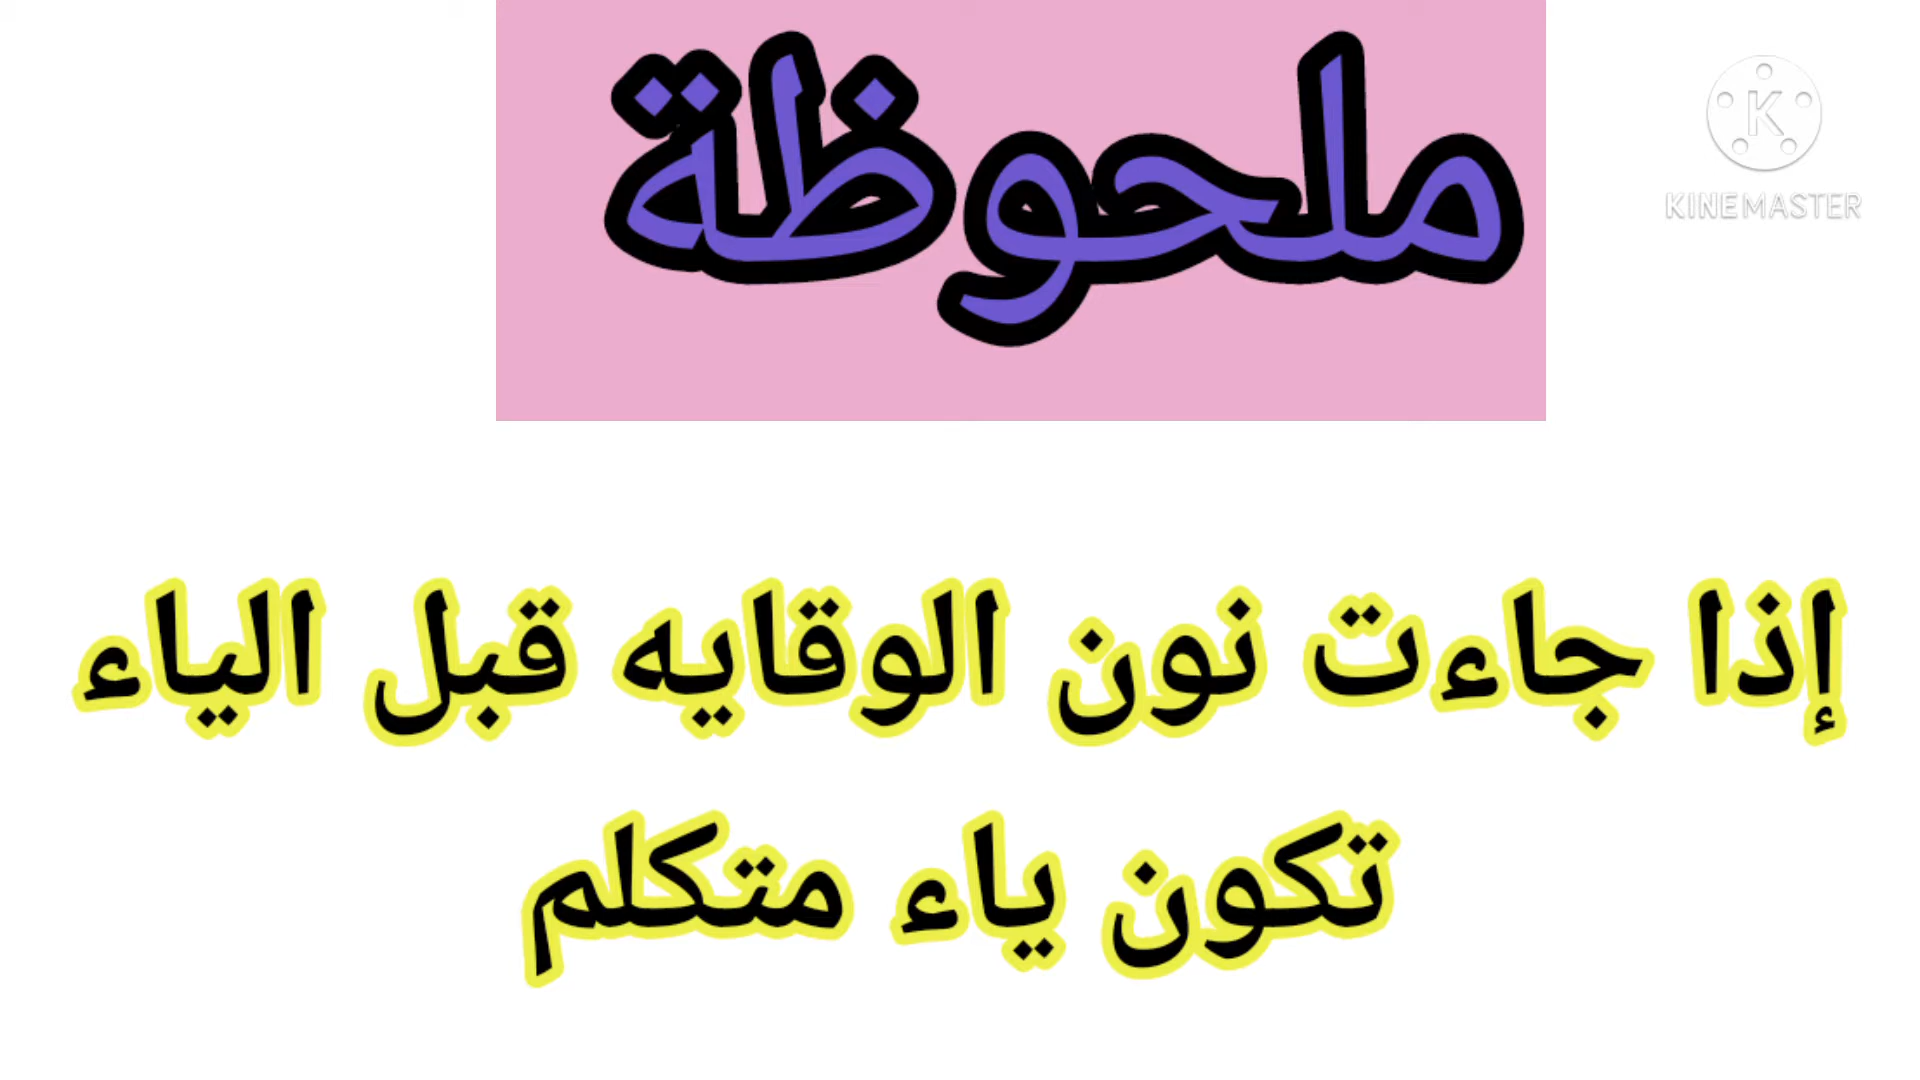 ملحوظة
KINEMASTER
إذا جاءت نون الوقايه قبل الياء
تكون ياء متكلم